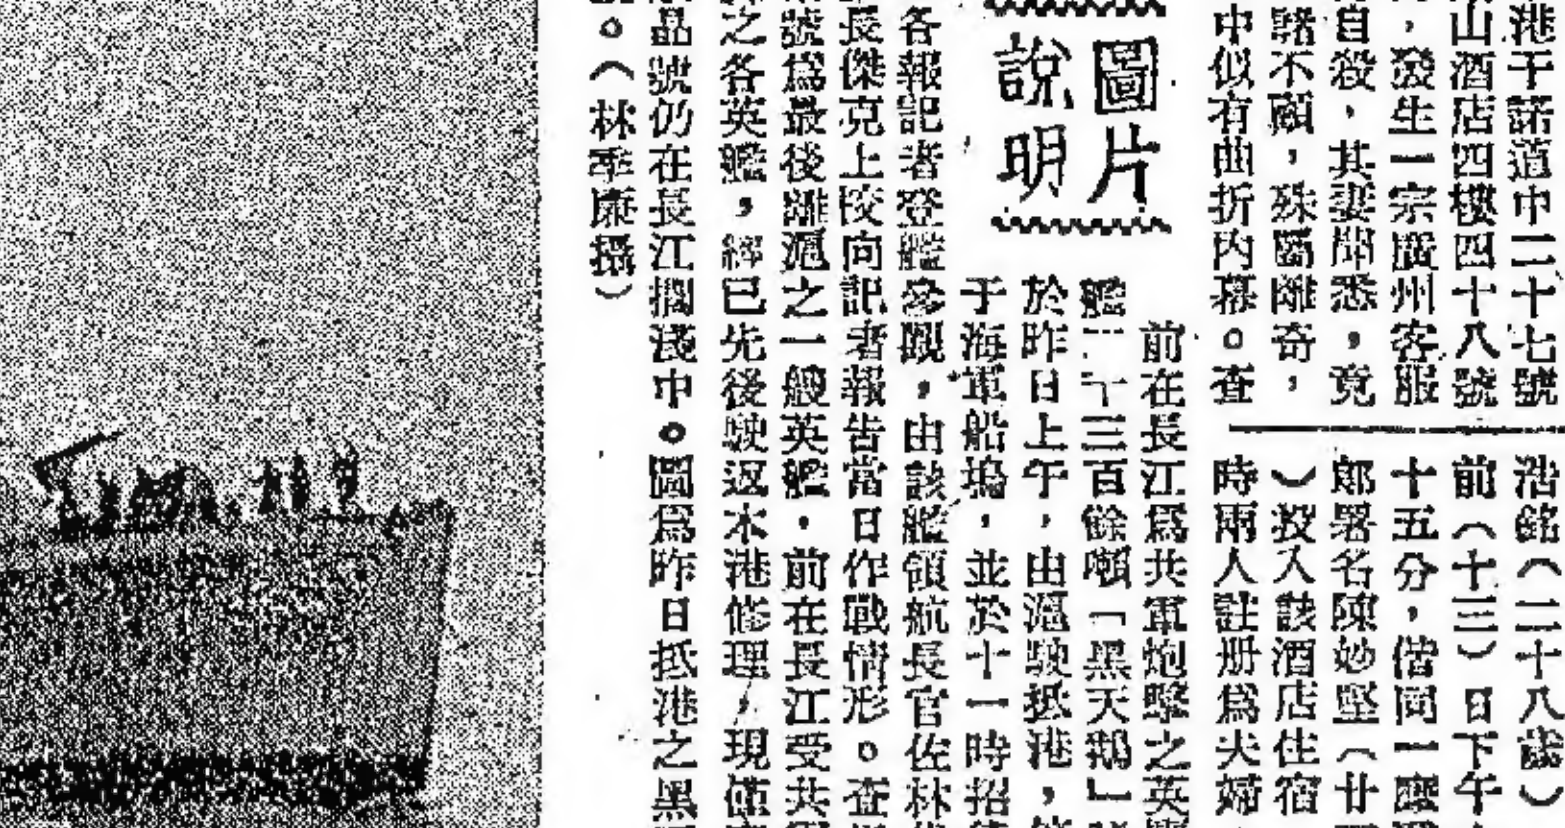 港干諾道中二十七號
山酒店四樓四十八號
，發生一宗廣州客服
自殺，其妻聞悉，竟
諸不顧，殊屬離奇，
中似有曲折內幕。查
浩銘（二十八歲）
前（十三）日下午
十五分，偕同一
郎署名陳妙堅（廿
）投入該酒店住宿
時兩人註册爲夫婦
圖片
說明
前在長江爲共軍炮擊之英
艦一千三百餘噸「黑天鵝」
於昨日上午，由滬駛抵港，
于海軍船塢，並於十一時招
各報記者登艦參觀，由該艦領航長官佐林
長傑克上校向記者報告當日作戰情形。查
號爲最後離滬之一艘英艦，前在長江受共
之各英艦，經已先後駛返本港修理，現僅
晶號仍在長江擱淺中。圖爲昨日抵港之黑
。（林季廉攝）